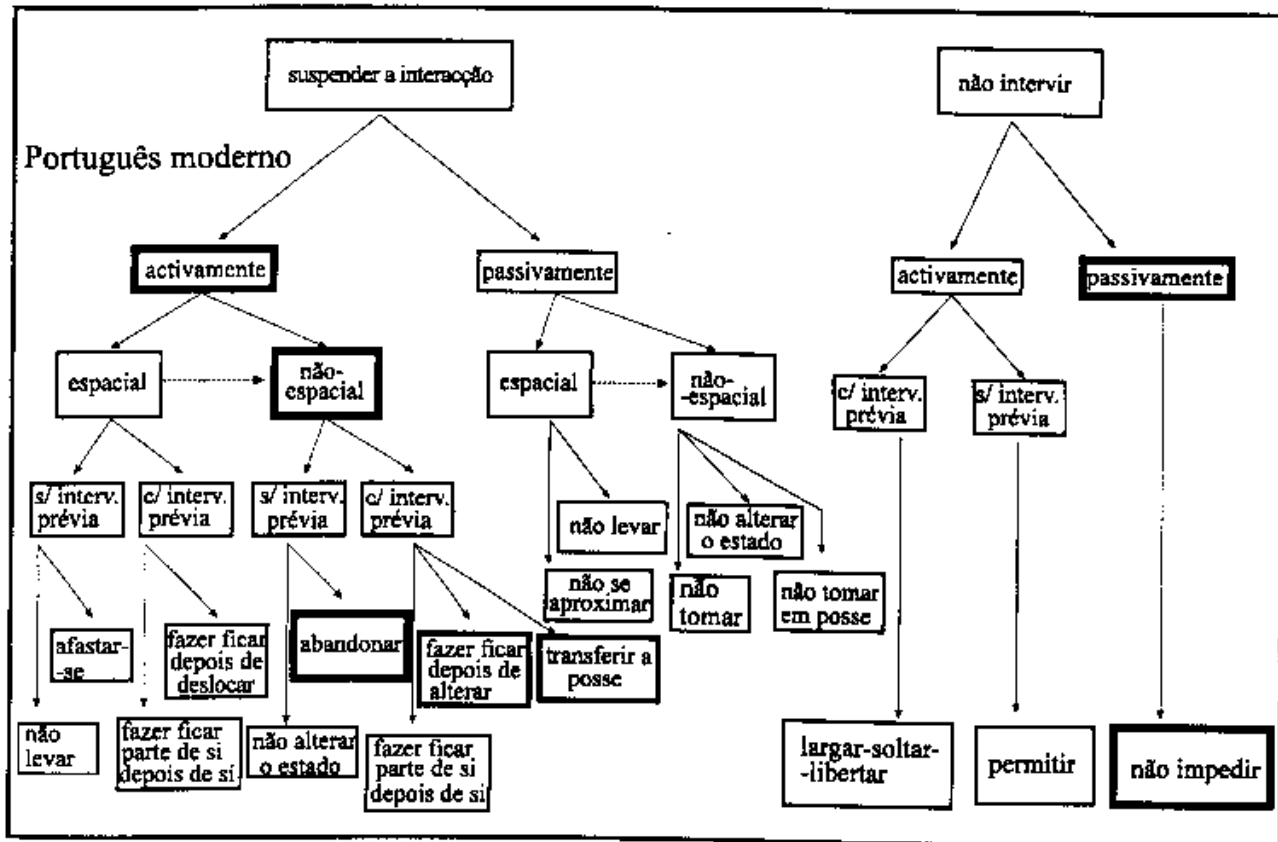 suspender a interacção
não intervir
Português moderno
activamente
passivamente
activamente
passivamente
espacial
não-
espacial
espacial
não-
-espacial
c/ interv.
prévia
s/ interv.
prévia
s/ interv.
prévia
c/ interv.
prévia
s/ interv.
prévia
c/ interv.
prévia
não levar
não alterar
o estado
não se
aproximar
não
tomar
não tomar
em posse
afastar-
-se
fazer ficar
depois de
deslocar
abandonar
fazer ficar
depois de
alterar
transferir a
posse
não
levar
fazer ficar
parte de si
depois de si
não alterar
o estado
fazer ficar
parte de si
depois de si
largar-soltar-
-libertar
permitir
não impedir